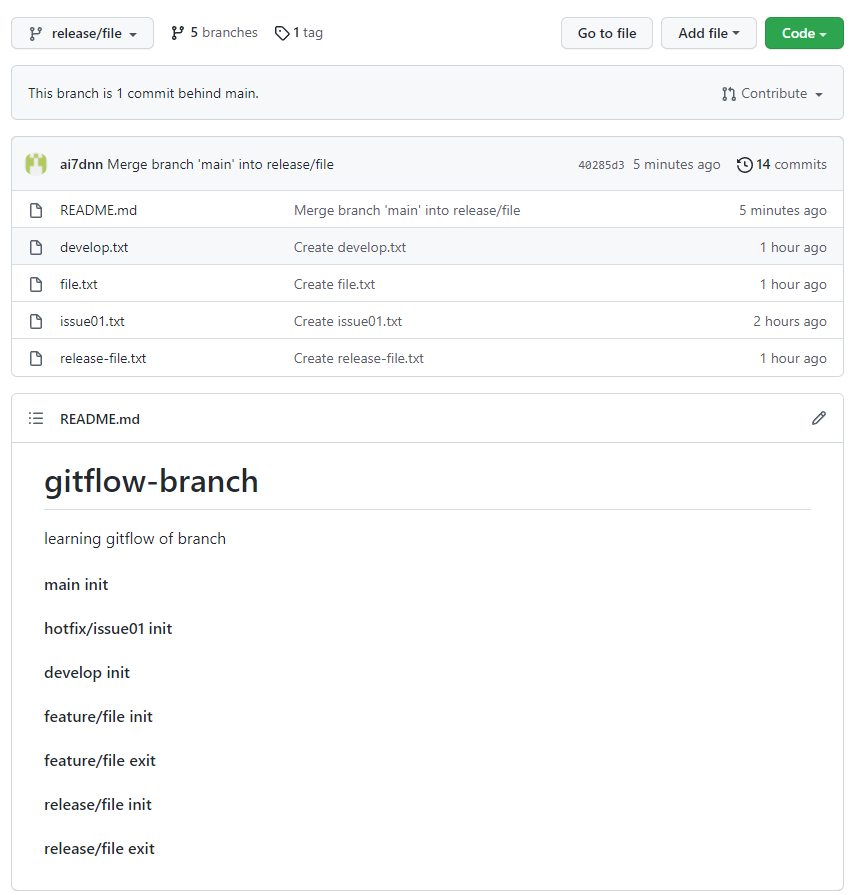 release/file 5 branches 1 tag Go to file Add file Code
This branch is 1 commit behind main. Contribute
ai7dnn Merge branch 'main' into release/file 40285d3 5 minutes ago 14 commits
README.md Merge branch 'main' into release/file 5 minutes ago
develop.txt Create develop.txt 1 hour ago
file.txt Create file.txt 1 hour ago
issue01.txt Create issue01.txt 2 hours ago
release-file.txt Create release-file.txt 1 hour ago
README.md
gitflow-branch
learning gitflow of branch
main init
hotfix/issue01 init
develop init
feature/file init
feature/file exit
release/file init
release/file exit